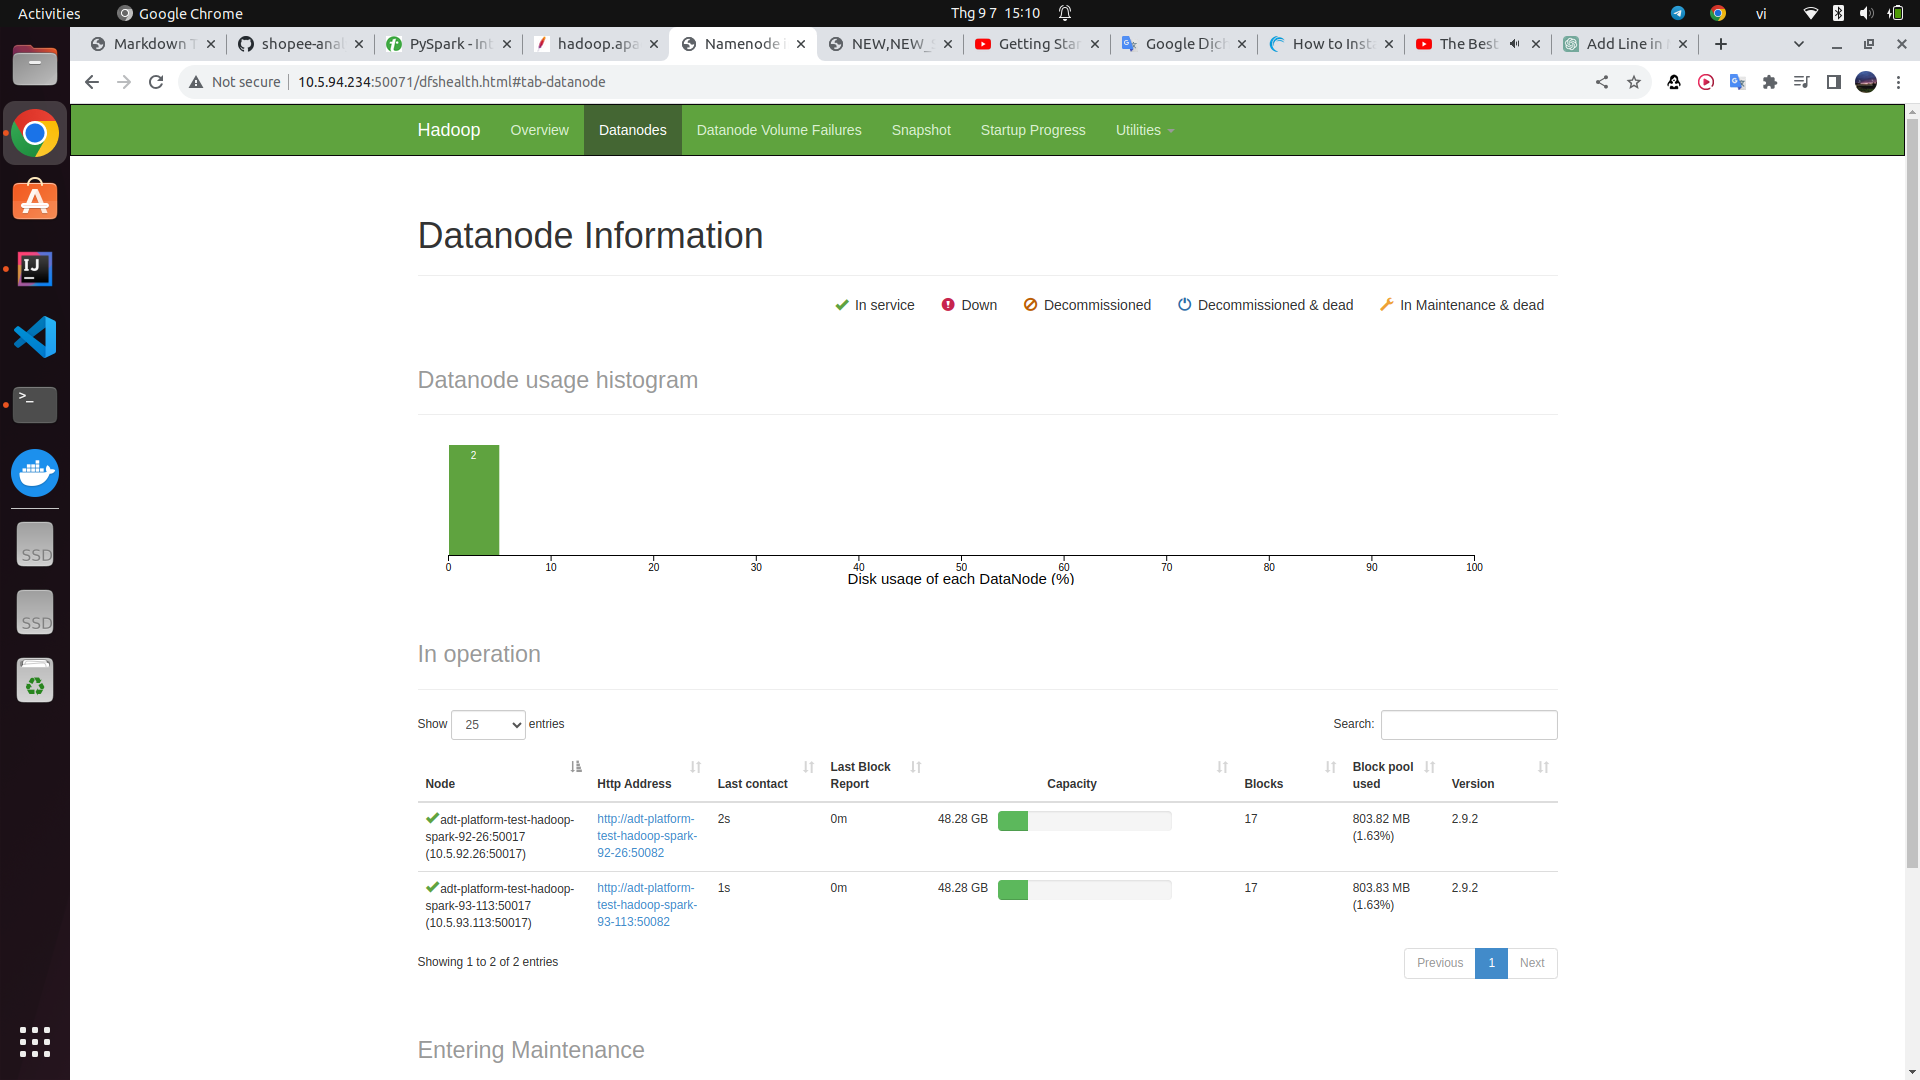 Activities
Google Chrome
Thg 9 7 15:10
vi
Markdown T
shopee-anal
PySpark - Int
hadoop.apa
Namenode i
NEW,NEW_S
Getting Star
Google Dịch
How to Insta
The Best
Add Line in
Not secure
10.5.94.234:50071/dfshealth.html#tab-datanode
Hadoop
Overview
Datanodes
Datanode Volume Failures
Snapshot
Startup Progress
Utilities
Datanode Information
In service
Down
Decommissioned
Decommissioned & dead
In Maintenance & dead
Datanode usage histogram
2
0 10 20 30 40 50 60 70 80 90 100
Disk usage of each DataNode (%)
In operation
Show 25 entries
Search:
Node
Http Address
Last contact
Last Block
Report
Capacity
Blocks
Block pool
used
Version
adt-platform-test-hadoop-
spark-92-26:50017
(10.5.92.26:50017)
http://adt-platform-
test-hadoop-spark-
92-26:50082
2s
0m
48.28 GB
17
803.82 MB
(1.63%)
2.9.2
adt-platform-test-hadoop-
spark-93-113:50017
(10.5.93.113:50017)
http://adt-platform-
test-hadoop-spark-
93-113:50082
1s
0m
48.28 GB
17
803.83 MB
(1.63%)
2.9.2
Showing 1 to 2 of 2 entries
Previous
1
Next
Entering Maintenance
IJ
>_
SSD
SSD